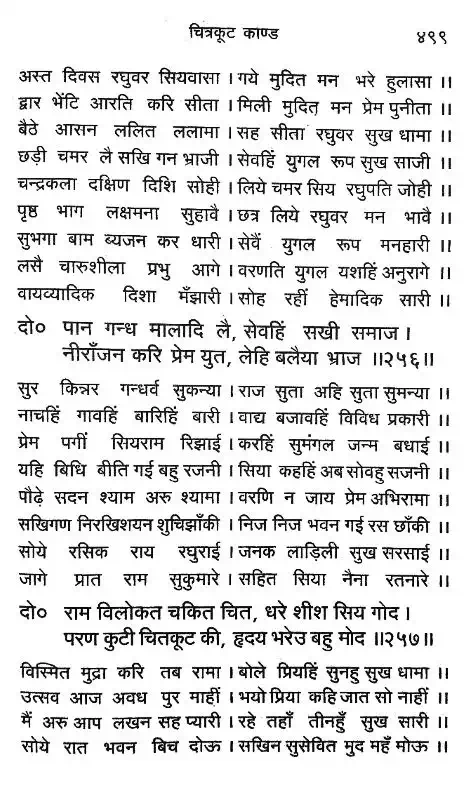 चित्रकूट काण्ड ४९९
अस्त दिवस रघुवर सियवासा । गये मुदित मन भरे हुलासा ॥
द्वार भेंटि आरति करि सीता । मिली मुदित मन प्रेम पुनीता ॥
बैठे आसन ललित ललामा । सह सीता रघुवर सुख धामा ॥
छड़ी चमर लै सखि गन भ्राजी । सेवहिं युगल रूप सुख साजी ॥
चन्द्रकला दक्षिण दिशि सोही । लिये चमर सिय रघुपति जोही ॥
पृष्ठ भाग लक्षमना सुहावै । छत्र लिये रघुवर मन भावै ॥
सुभगा बाम ब्यजन कर धारी । सेवैं युगल रूप मनहारी ॥
लसै चारुशीला प्रभु आगे । वरणति युगल यशहिं अनुरागे ॥
वायव्यादिक दिशा मँझारी । सोह रहीं हेमादिक सारी ॥
दो० पान गन्ध मालादि लै, सेवहिं सखी समाज ।
नीराँजन करि प्रेम युत, लेहि बलैया भ्राज ॥२५६॥
सुर किन्नर गन्धर्व सुकन्या । राज सुता अहि सुता सुमन्या ॥
नाचहिं गावहिं बारिहिं बारी । वाद्य बजावहिं विविध प्रकारी ॥
प्रेम पगीं सियराम रिझाई । करहिं सुमंगल जन्म बधाई ॥
यहि बिधि बीति गई बहु रजनी । सिया कहहिं अब सोवहु सजनी ॥
पौढ़े सदन श्याम अरु श्यामा । वरणि न जाय प्रेम अभिरामा ॥
सखिगण निरखिशयन शुचिझाँकी । निज निज भवन गई रस छाँकी ॥
सोये रसिक राय रघुराई । जनक लाड़िली सुख सरसाई ॥
जागे प्रात राम सुकुमारे । सहित सिया नैना रतनारे ॥
दो० राम विलोकत चकित चित, धरे शीश सिय गोद ।
परण कुटी चितकूट की, हृदय भरेउ बहु मोद ॥२५७॥
विस्मित मुद्रा करि तब रामा । बोले प्रियहिं सुनहु सुख धामा ॥
उत्सव आज अवध पुर माहीं । भयो प्रिया कहि जात सो नाहीं ॥
मैं अरु आप लखन सह प्यारी । रहे तहाँ तीनहुँ सुख सारी ॥
सोये रात भवन बिच दोऊ । सखिन सुसेवित मुद महँ मोऊ ॥